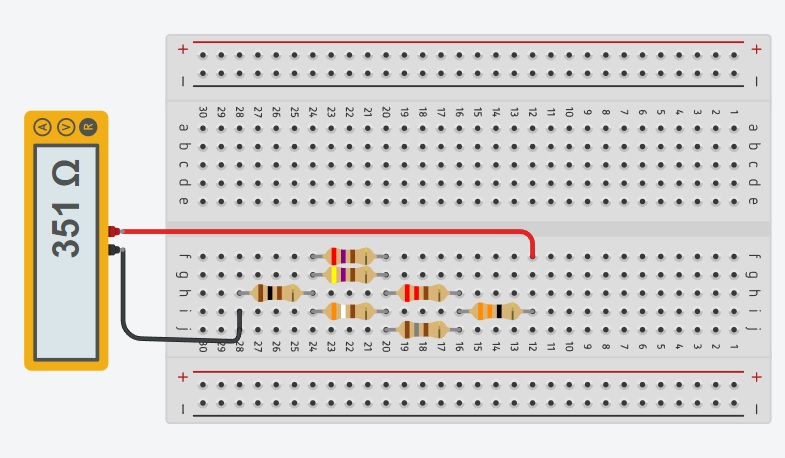 + +
− −
30 29 28 27 26 25 24 23 22 21 20 19 18 17 16 15 14 13 12 11 10 9 8 7 6 5 4 3 2 1
A V R
a a
b b
c c
d d
e e
351 Ω
f f
g g
h h
i i
j j
30 29 28 27 26 25 24 23 22 21 20 19 18 17 16 15 14 13 12 11 10 9 8 7 6 5 4 3 2 1
+ +
− −